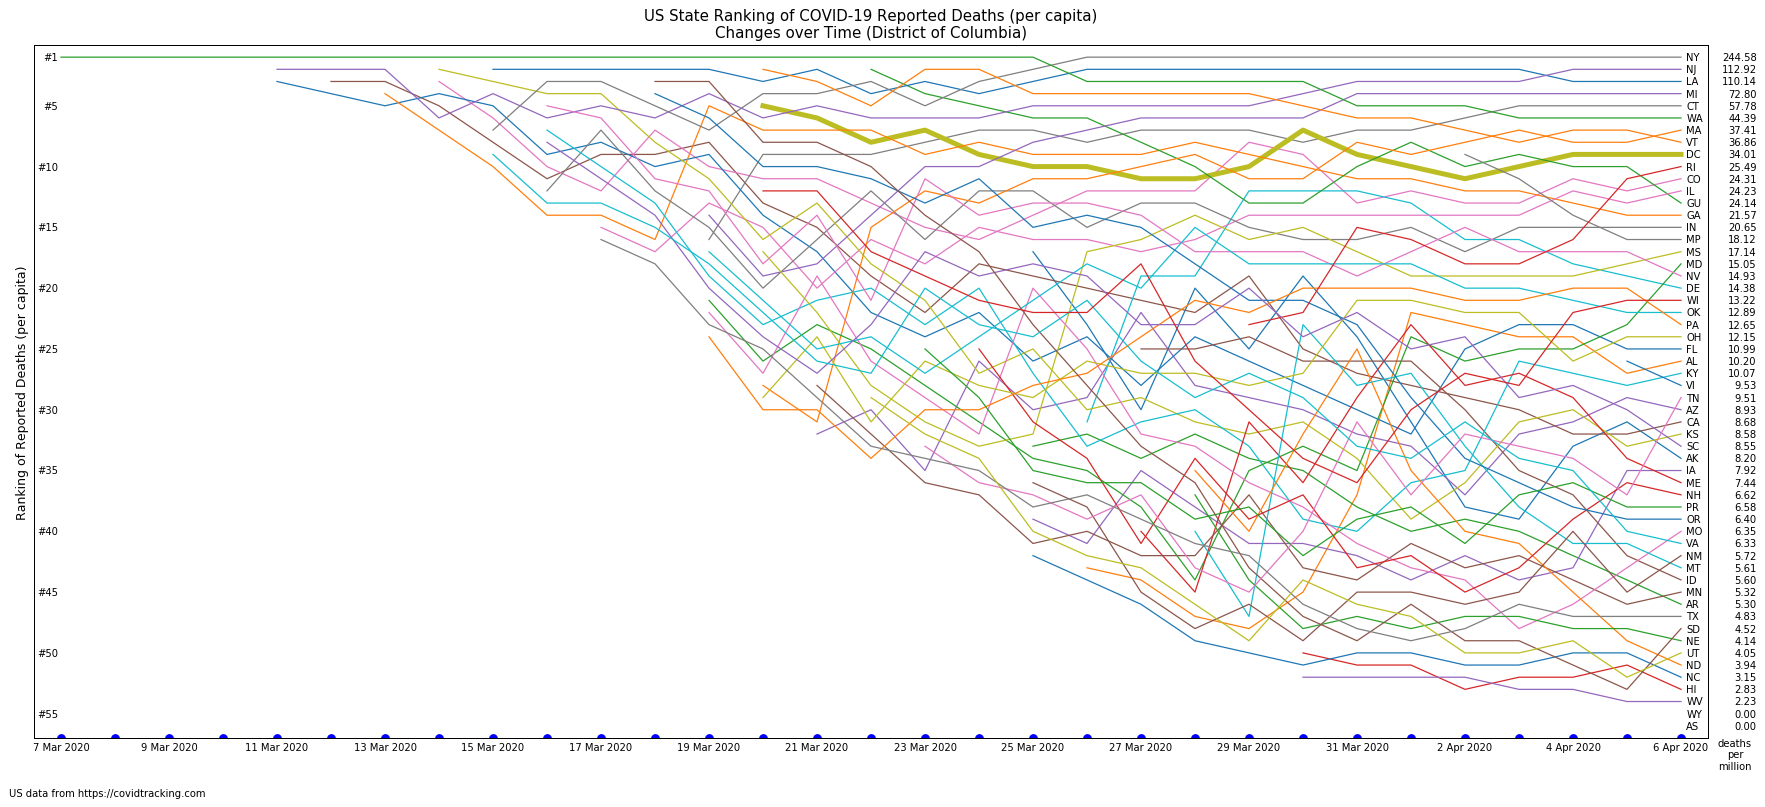 US State Ranking of COVID-19 Reported Deaths (per capita)
Changes over Time (District of Columbia)
Ranking of Reported Deaths (per capita)
#1
#5
#10
#15
#20
#25
#30
#35
#40
#45
#50
#55
NY 244.58
NJ 112.92
LA 110.14
MI 72.80
CT 57.78
WA 44.39
MA 37.41
VT 36.86
DC 34.01
RI 25.49
CO 24.31
IL 24.23
GU 24.14
GA 21.57
IN 20.65
MP 18.12
MS 17.14
MD 15.05
NV 14.93
DE 14.38
WI 13.22
OK 12.89
PA 12.65
OH 12.15
FL 10.99
AL 10.20
KY 10.07
VI 9.53
TN 9.51
AZ 8.93
CA 8.68
KS 8.58
SC 8.55
AK 8.20
IA 7.92
ME 7.44
NH 6.62
PR 6.58
OR 6.40
MO 6.35
VA 6.33
NM 5.72
MT 5.61
ID 5.60
MN 5.32
AR 5.30
TX 4.83
SD 4.52
NE 4.14
UT 4.05
ND 3.94
NC 3.15
HI 2.83
WV 2.23
WY 0.00
AS 0.00
7 Mar 2020 9 Mar 2020 11 Mar 2020 13 Mar 2020 15 Mar 2020 17 Mar 2020 19 Mar 2020 21 Mar 2020 23 Mar 2020 25 Mar 2020 27 Mar 2020 29 Mar 2020 31 Mar 2020 2 Apr 2020 4 Apr 2020 6 Apr 2020
deaths
per
million
US data from https://covidtracking.com